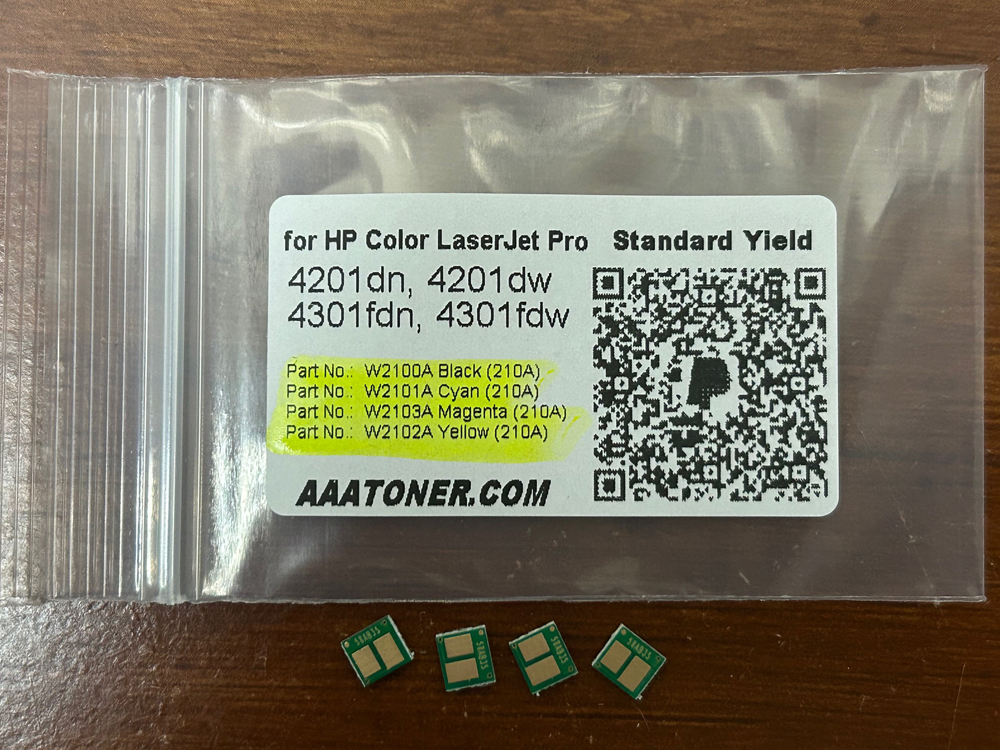 for HP Color LaserJet Pro
Standard Yield
4201dn, 4201dw
4301fdn, 4301fdw
Part No.: W2100A Black (210A)
Part No.: W2101A Cyan (210A)
Part No.: W2103A Magenta (210A)
Part No.: W2102A Yellow (210A)
AAATONER.COM